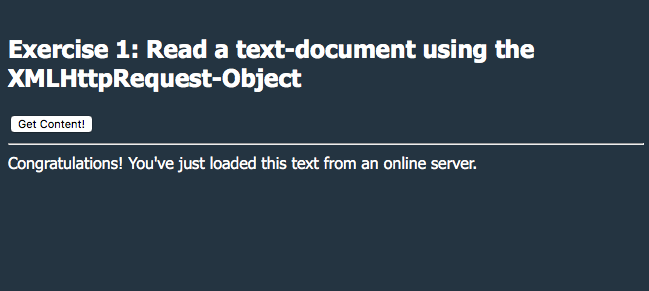 Exercise 1: Read a text-document using the
XMLHttpRequest-Object
Get Content!
Congratulations! You've just loaded this text from an online server.